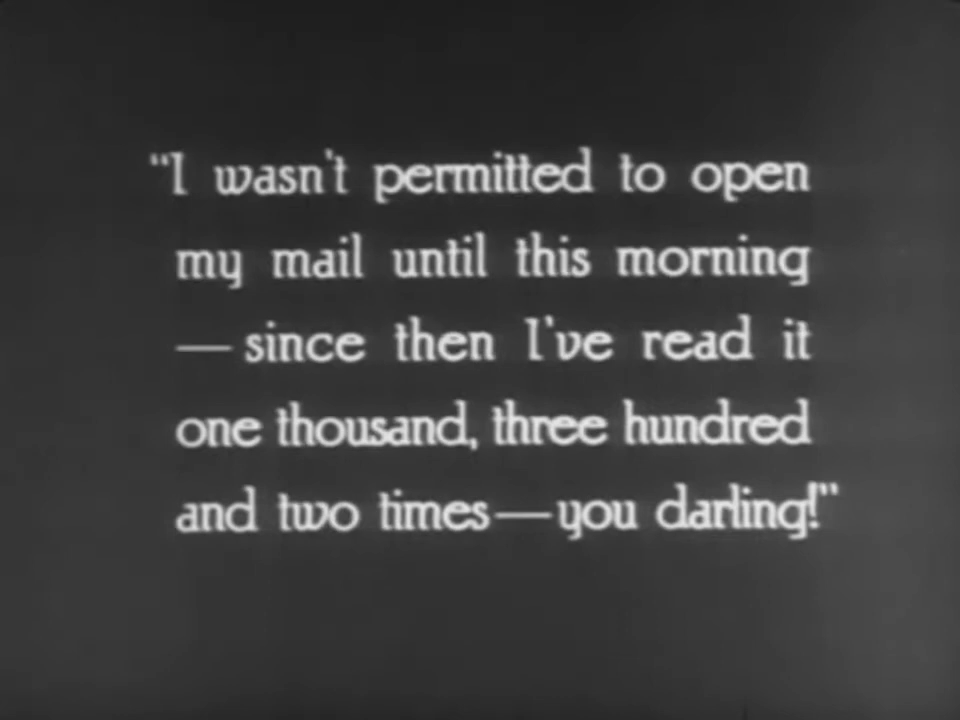 "I wasn't permitted to open
my mail until this morning
—since then I've read it
one thousand, three hundred
and two times—you darling!"